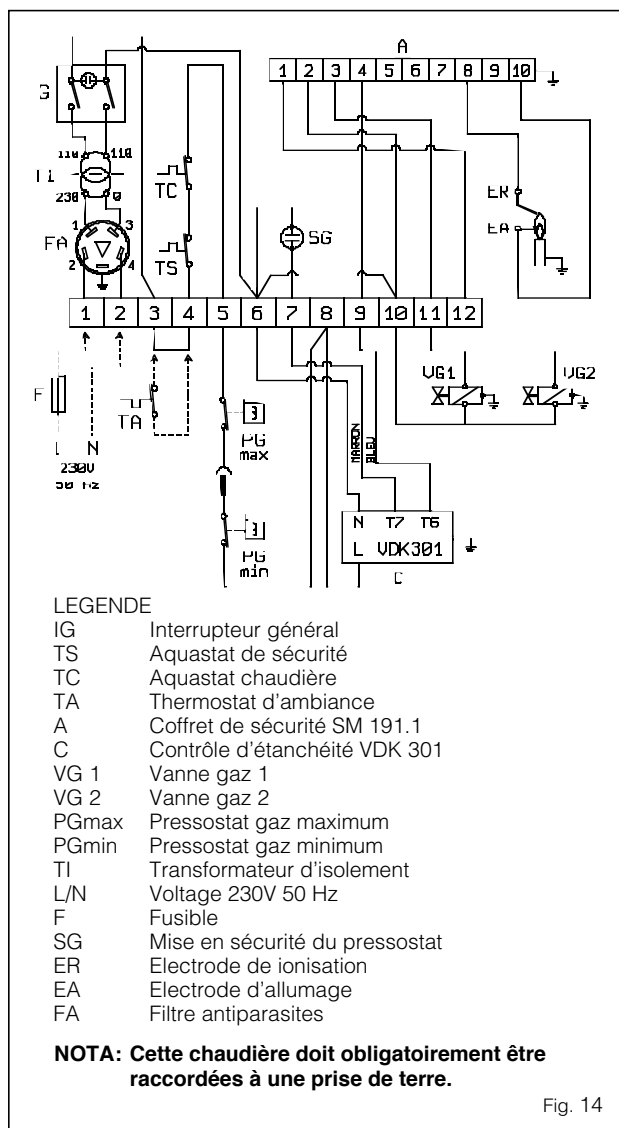 A
1 2 3 4 5 6 7 8 9 10
G
110 110
TC
ER
TI
230 0
SG
EA
1 3
FA
TS
2 4
1 2 3 4 5 6 7 8 9 10 11 12
VG1 VG2
F
TA
PG
max
MARRON
BLEU
L N
230V
50 Hz
N T7 T6
PG
min
L VDK301
C
LEGENDE
IG Interrupteur général
TS Aquastat de sécurité
TC Aquastat chaudière
TA Thermostat d'ambiance
A Coffret de sécurité SM 191.1
C Contrôle d'étanchéité VDK 301
VG 1 Vanne gaz 1
VG 2 Vanne gaz 2
PGmax Pressostat gaz maximum
PGmin Pressostat gaz minimum
TI Transformateur d'isolement
L/N Voltage 230V 50 Hz
F Fusible
SG Mise en sécurité du pressostat
ER Electrode de ionisation
EA Electrode d'allumage
FA Filtre antiparasites
NOTA: Cette chaudière doit obligatoirement être
raccordées à une prise de terre.
Fig. 14